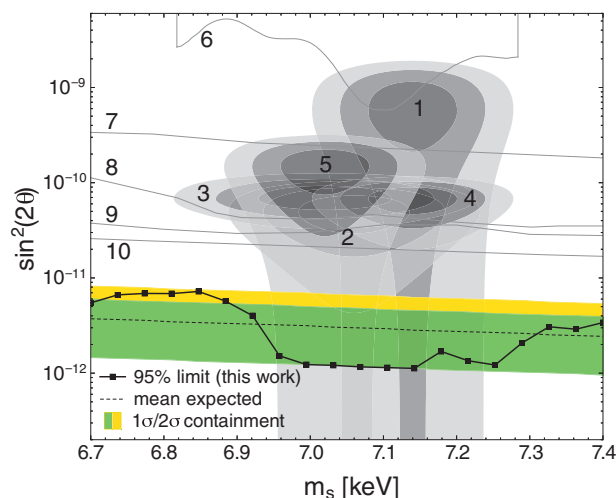 6
10⁻⁹
1
7
5
8
10⁻¹⁰
3
4
9
2
10
sin²(2θ)
10⁻¹¹
95% limit (this work)
10⁻¹²
mean expected
1σ/2σ containment
6.7 6.8 6.9 7.0 7.1 7.2 7.3 7.4
mₛ [keV]